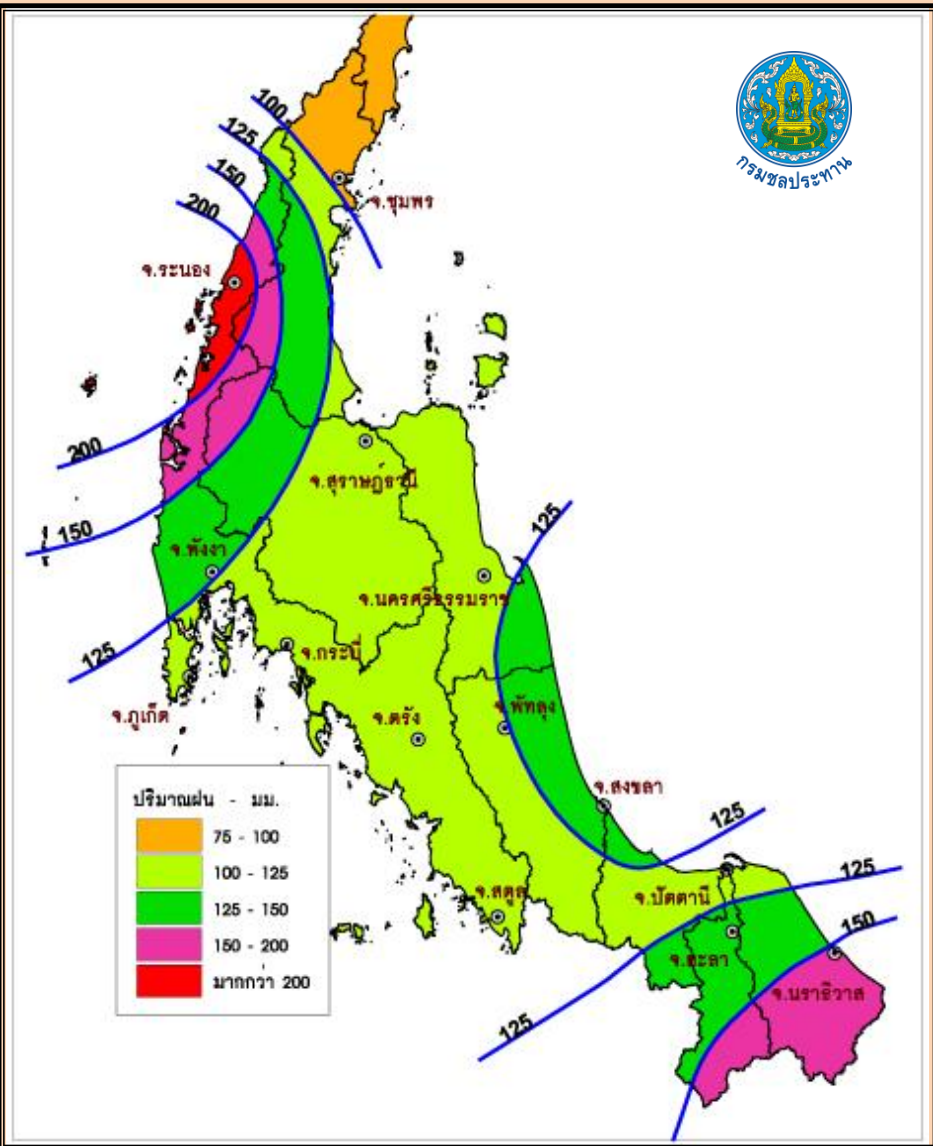 กรมชลประทาน
100
125
150
200
จ.ชุมพร
จ.ระนอง
200
จ.สุราษฎ์ธานี
125
150
จ.พังงา
จ.นครศรีธรรมราช
จ.กระบี่
125
จ.ภูเก็ต
จ.ตรัง
จ.พัทลุง
จ.สงขลา
125
125
จ.สตูล
จ.ปัตตานี
150
จ.ยะลา
จ.นราธิวาส
125
ปริมาณฝน - มม.
75 - 100
100 - 125
125 - 150
150 - 200
มากกว่า 200